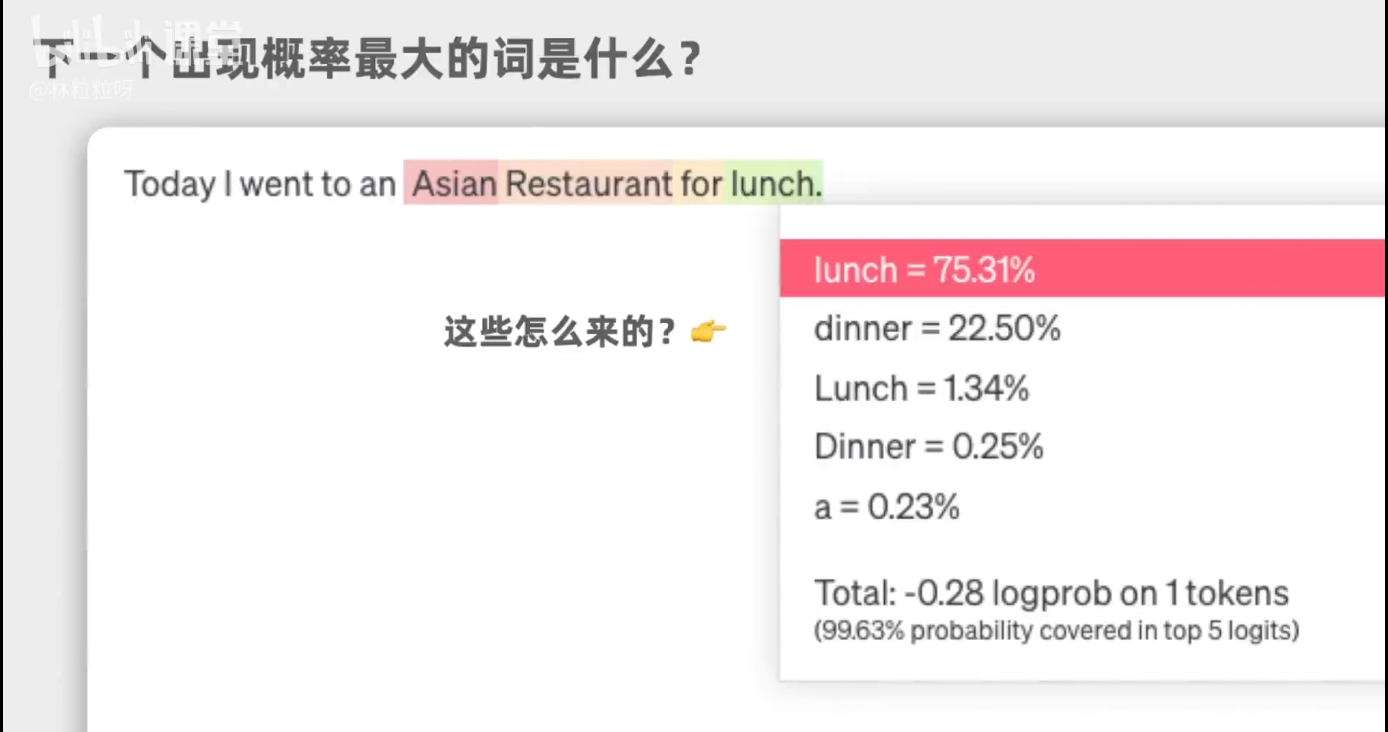 下一个出现概率最大的词是什么？
@林粒粒呀
Today I went to an Asian Restaurant for lunch.
lunch = 75.31%
这些怎么来的？👉
dinner = 22.50%
Lunch = 1.34%
Dinner = 0.25%
a = 0.23%
Total: -0.28 logprob on 1 tokens
(99.63% probability covered in top 5 logits)